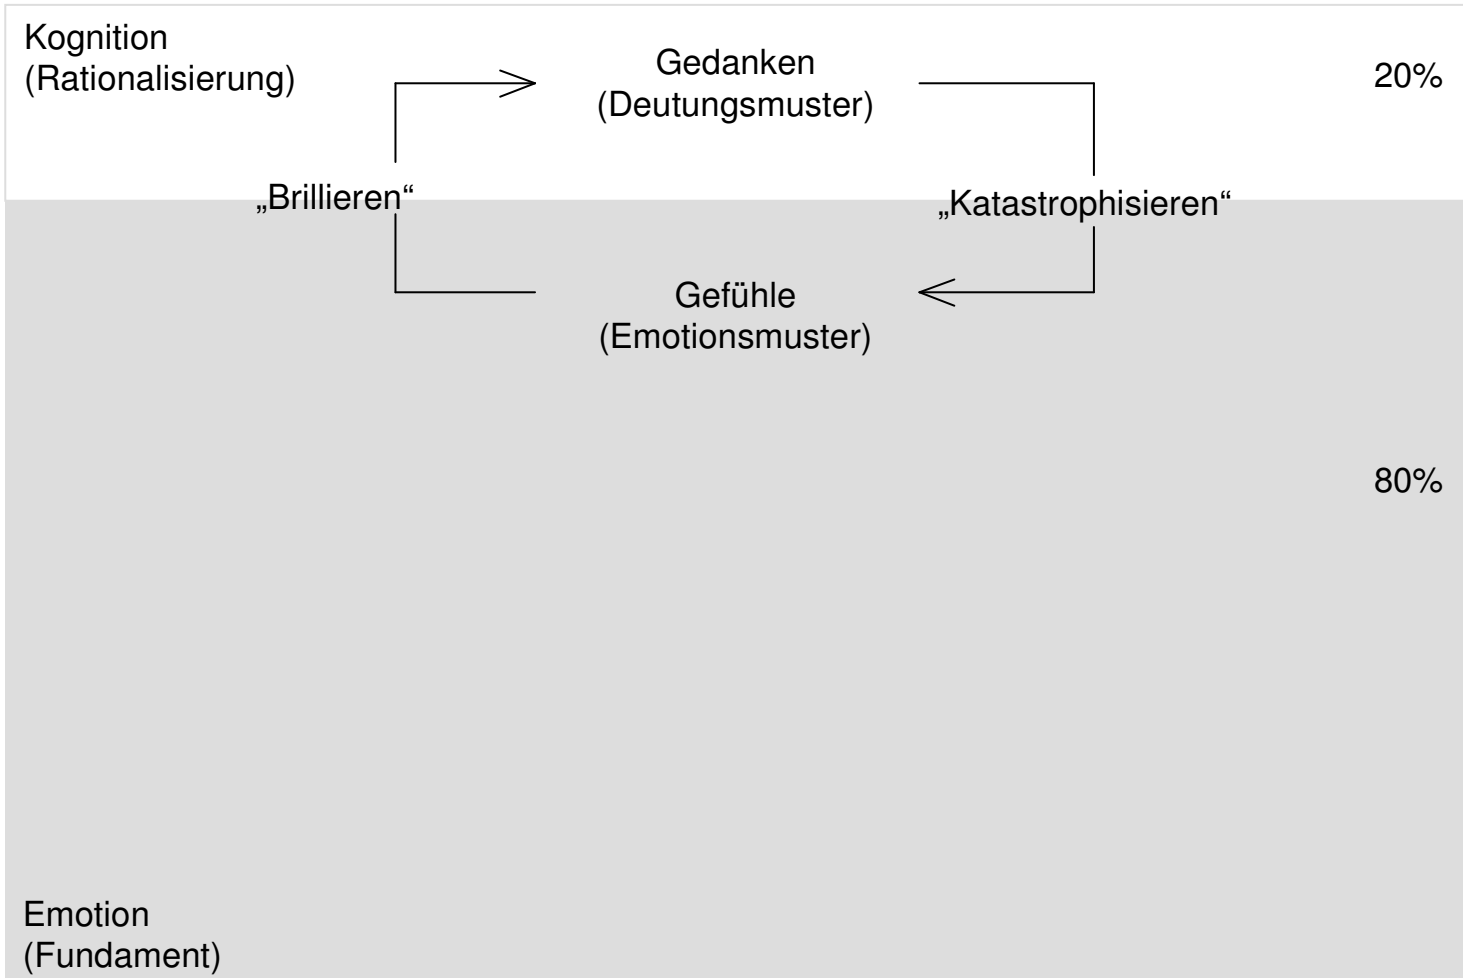 Kognition
(Rationalisierung)
Gedanken
(Deutungsmuster)
20%
„Brillieren“
„Katastrophisieren“
Gefühle
(Emotionsmuster)
80%
Emotion
(Fundament)